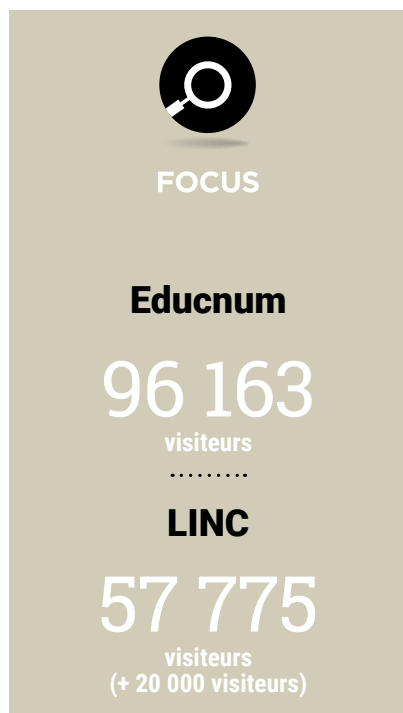 FOCUS
Educnum
96 163
visiteurs
.........
LINC
57 775
visiteurs
(+ 20 000 visiteurs)